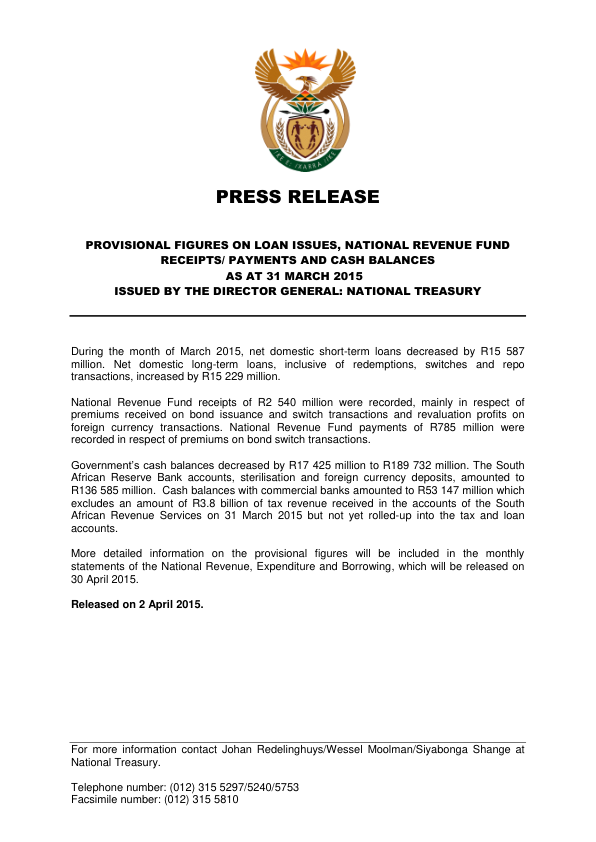 !KE E: /XARRA //KE
PRESS RELEASE
PROVISIONAL FIGURES ON LOAN ISSUES, NATIONAL REVENUE FUND
RECEIPTS/ PAYMENTS AND CASH BALANCES
AS AT 31 MARCH 2015
ISSUED BY THE DIRECTOR GENERAL: NATIONAL TREASURY
During the month of March 2015, net domestic short-term loans decreased by R15 587
million. Net domestic long-term loans, inclusive of redemptions, switches and repo
transactions, increased by R15 229 million.
National Revenue Fund receipts of R2 540 million were recorded, mainly in respect of
premiums received on bond issuance and switch transactions and revaluation profits on
foreign currency transactions. National Revenue Fund payments of R785 million were
recorded in respect of premiums on bond switch transactions.
Government's cash balances decreased by R17 425 million to R189 732 million. The South
African Reserve Bank accounts, sterilisation and foreign currency deposits, amounted to
R136 585 million. Cash balances with commercial banks amounted to R53 147 million which
excludes an amount of R3.8 billion of tax revenue received in the accounts of the South
African Revenue Services on 31 March 2015 but not yet rolled-up into the tax and loan
accounts.
More detailed information on the provisional figures will be included in the monthly
statements of the National Revenue, Expenditure and Borrowing, which will be released on
30 April 2015.
Released on 2 April 2015.
For more information contact Johan Redelinghuys/Wessel Moolman/Siyabonga Shange at
National Treasury.
Telephone number: (012) 315 5297/5240/5753
Facsimile number: (012) 315 5810